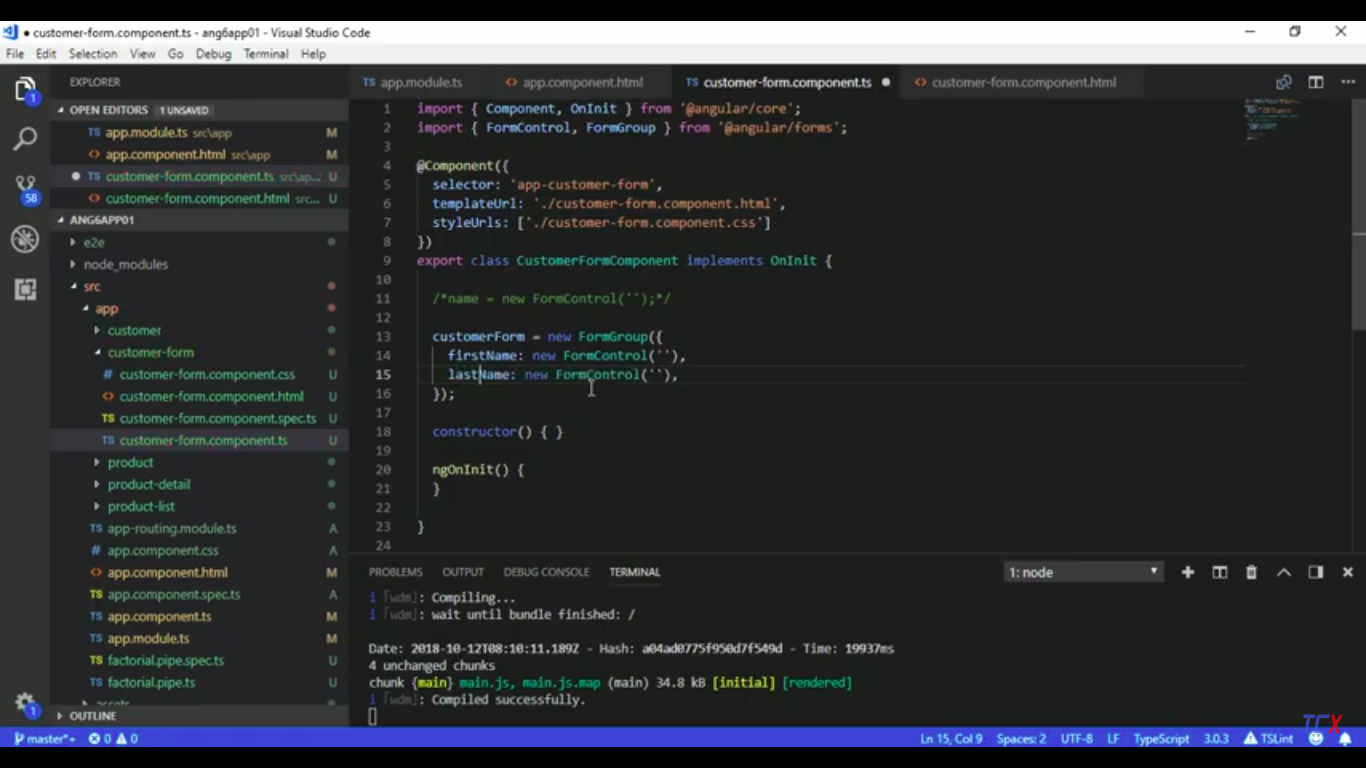 customer-form.component.ts - ang6app01 - Visual Studio Code
File Edit Selection View Go Debug Terminal Help
EXPLORER
OPEN EDITORS 1 UNSAVED
TS app.module.ts src\app M
<> app.component.html src\app M
● TS customer-form.component.ts src\ap... U
<> customer-form.component.html src... U
ANG6APP01
e2e
node_modules
src
app
customer
customer-form
# customer-form.component.css U
<> customer-form.component.html U
TS customer-form.component.spec.ts U
TS customer-form.component.ts U
product
product-detail
product-list
TS app-routing.module.ts A
# app.component.css A
<> app.component.html M
TS app.component.spec.ts A
TS app.component.ts M
TS app.module.ts M
TS factorial.pipe.spec.ts U
TS factorial.pipe.ts U
OUTLINE
1
58
1
TS app.module.ts <> app.component.html TS customer-form.component.ts ● <> customer-form.component.html
1 import { Component, OnInit } from '@angular/core';
2 import { FormControl, FormGroup } from '@angular/forms';
3
4 @Component({
5 selector: 'app-customer-form',
6 templateUrl: './customer-form.component.html',
7 styleUrls: ['./customer-form.component.css']
8 })
9 export class CustomerFormComponent implements OnInit {
10
11 /*name = new FormControl('');*/
12
13 customerForm = new FormGroup({
14 firstName: new FormControl(''),
15 lastName: new FormControl(''),
16 });
17
18 constructor() { }
19
20 ngOnInit() {
21 }
22
23 }
24
PROBLEMS OUTPUT DEBUG CONSOLE TERMINAL 1: node
i ｢wdm｣: Compiling...
i ｢wdm｣: wait until bundle finished: /
Date: 2018-10-12T08:10:11.189Z - Hash: a04ad0775f950d7f549d - Time: 19937ms
4 unchanged chunks
chunk {main} main.js, main.js.map (main) 34.8 kB [initial] [rendered]
i ｢wdm｣: Compiled successfully.
TCX
master*+ 0 0 Ln 15, Col 9 Spaces: 2 UTF-8 LF TypeScript 3.0.3 TSLint